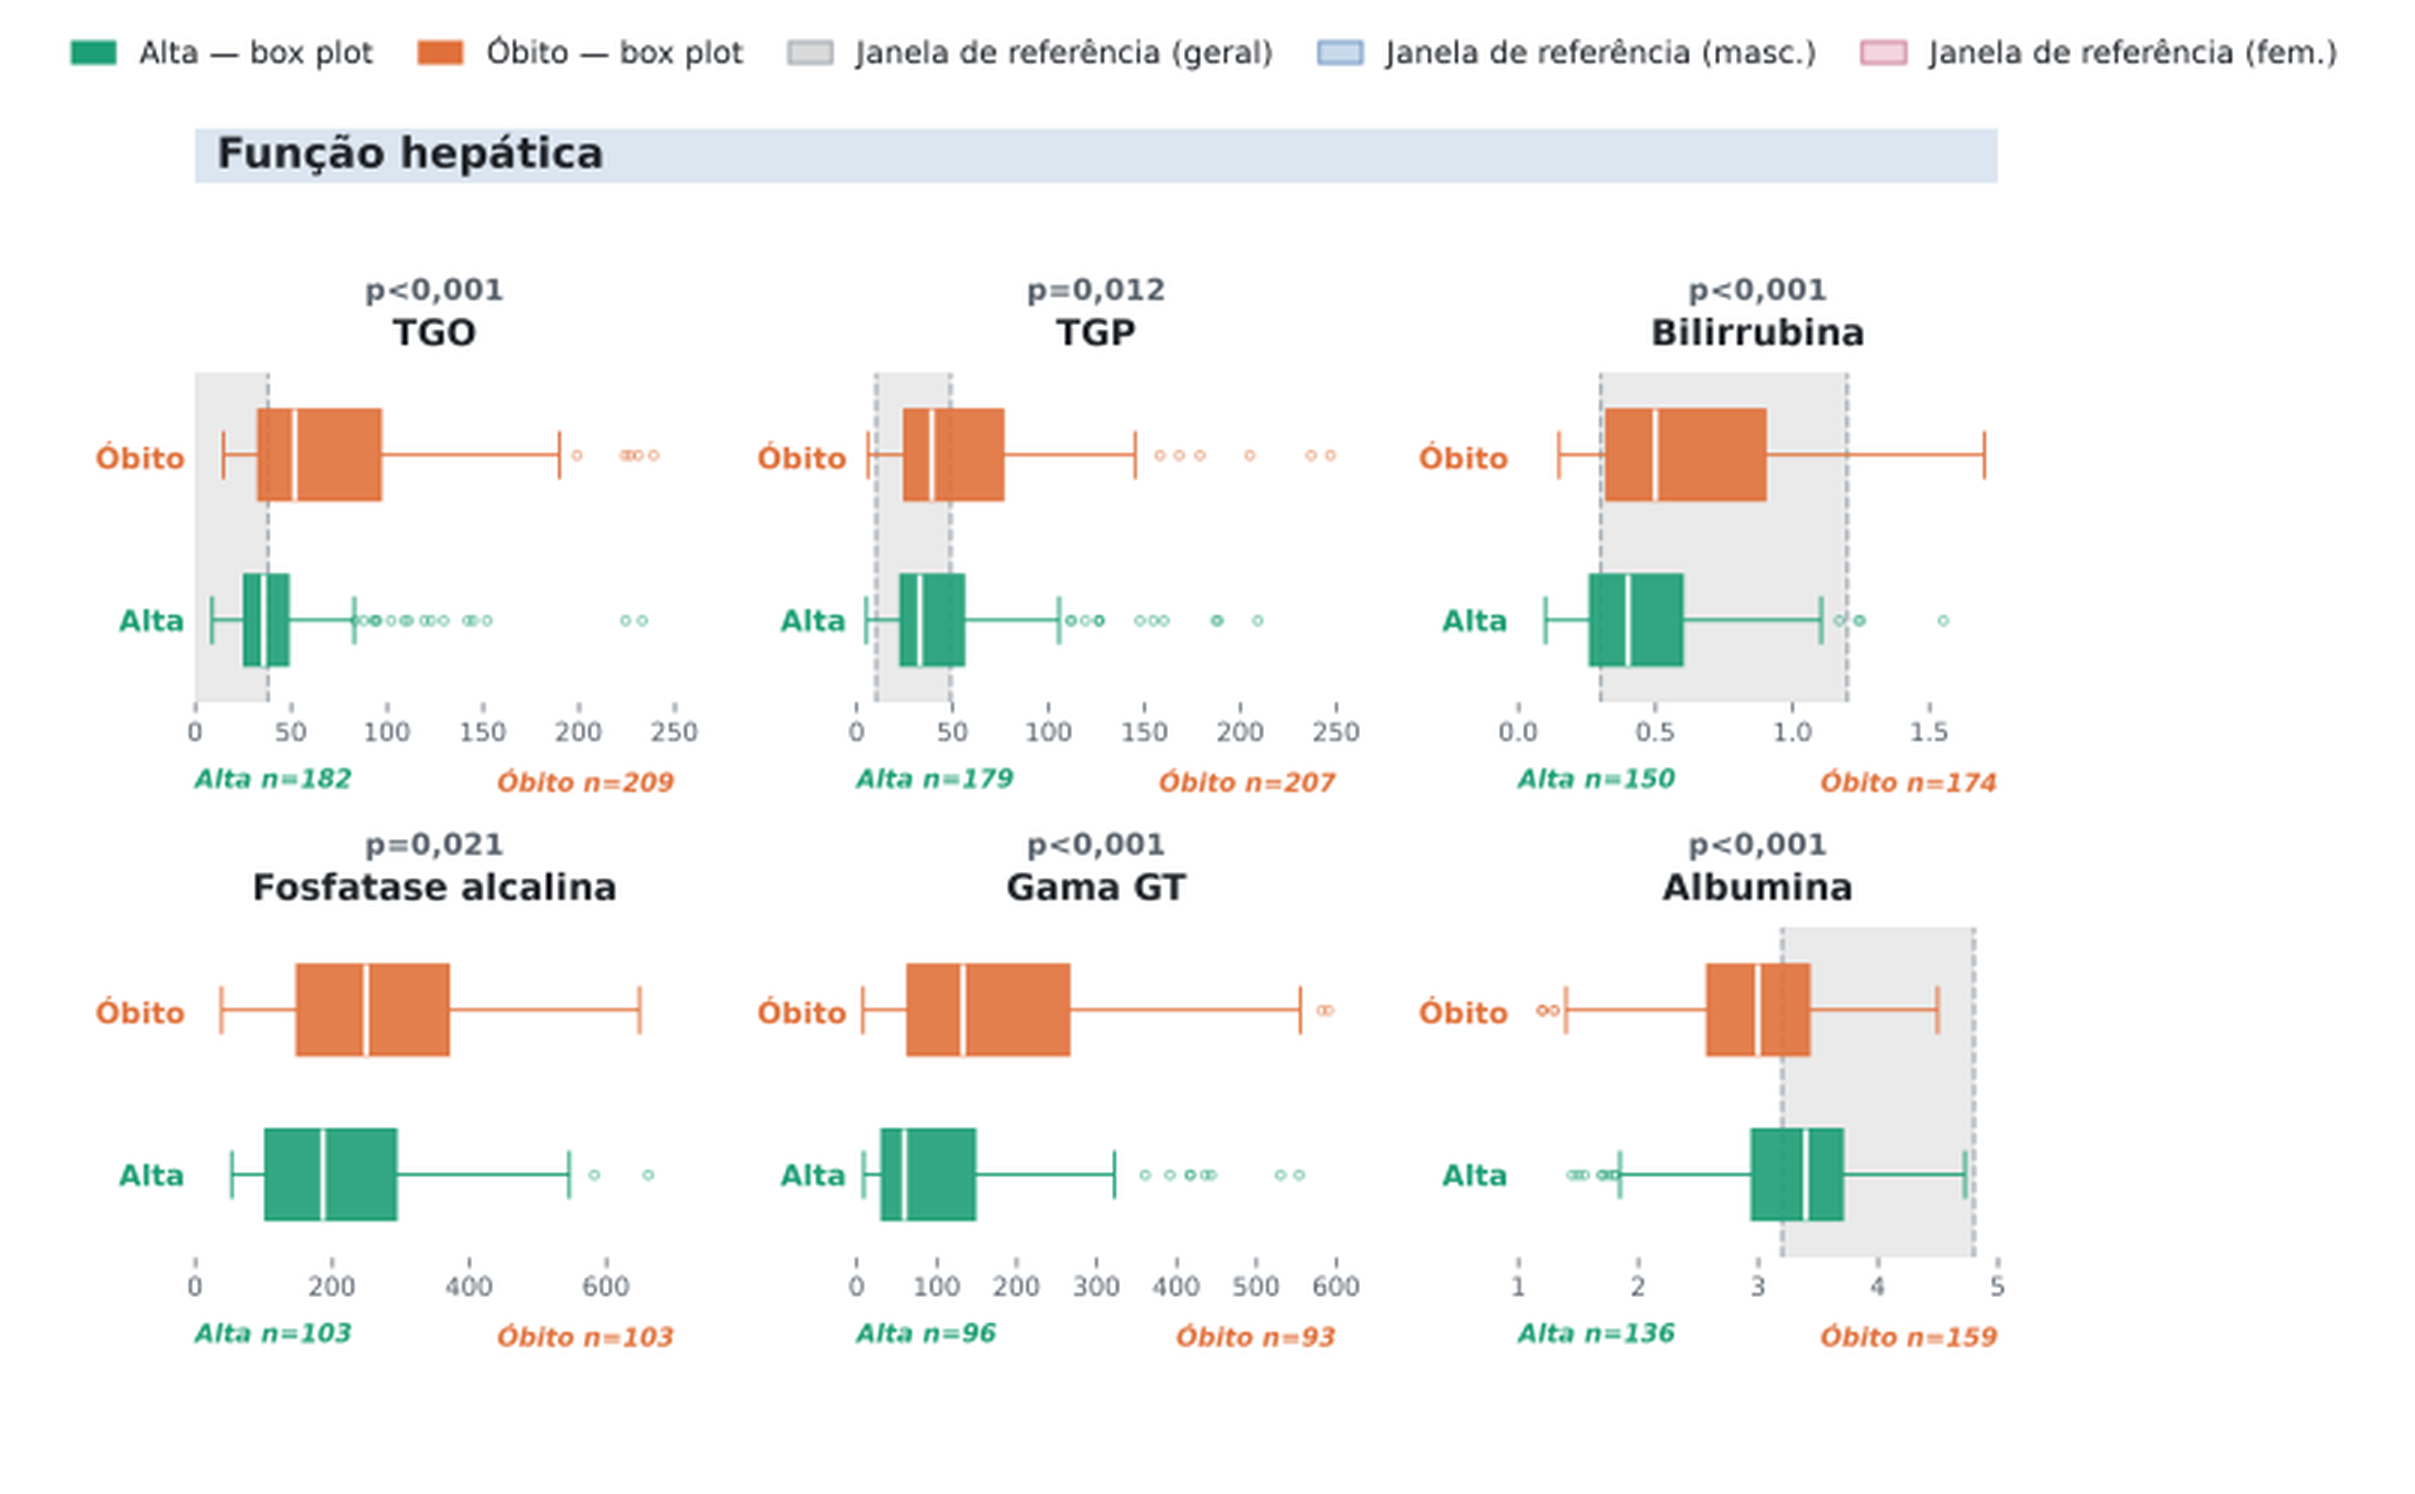 Alta — box plot Óbito — box plot Janela de referência (geral) Janela de referência (masc.) Janela de referência (fem.)
Função hepática
p<0,001
TGO
Óbito
Alta
0 50 100 150 200 250
Alta n=182 Óbito n=209
p=0,012
TGP
Óbito
Alta
0 50 100 150 200 250
Alta n=179 Óbito n=207
p<0,001
Bilirrubina
Óbito
Alta
0.0 0.5 1.0 1.5
Alta n=150 Óbito n=174
p=0,021
Fosfatase alcalina
Óbito
Alta
0 200 400 600
Alta n=103 Óbito n=103
p<0,001
Gama GT
Óbito
Alta
0 100 200 300 400 500 600
Alta n=96 Óbito n=93
p<0,001
Albumina
Óbito
Alta
1 2 3 4 5
Alta n=136 Óbito n=159